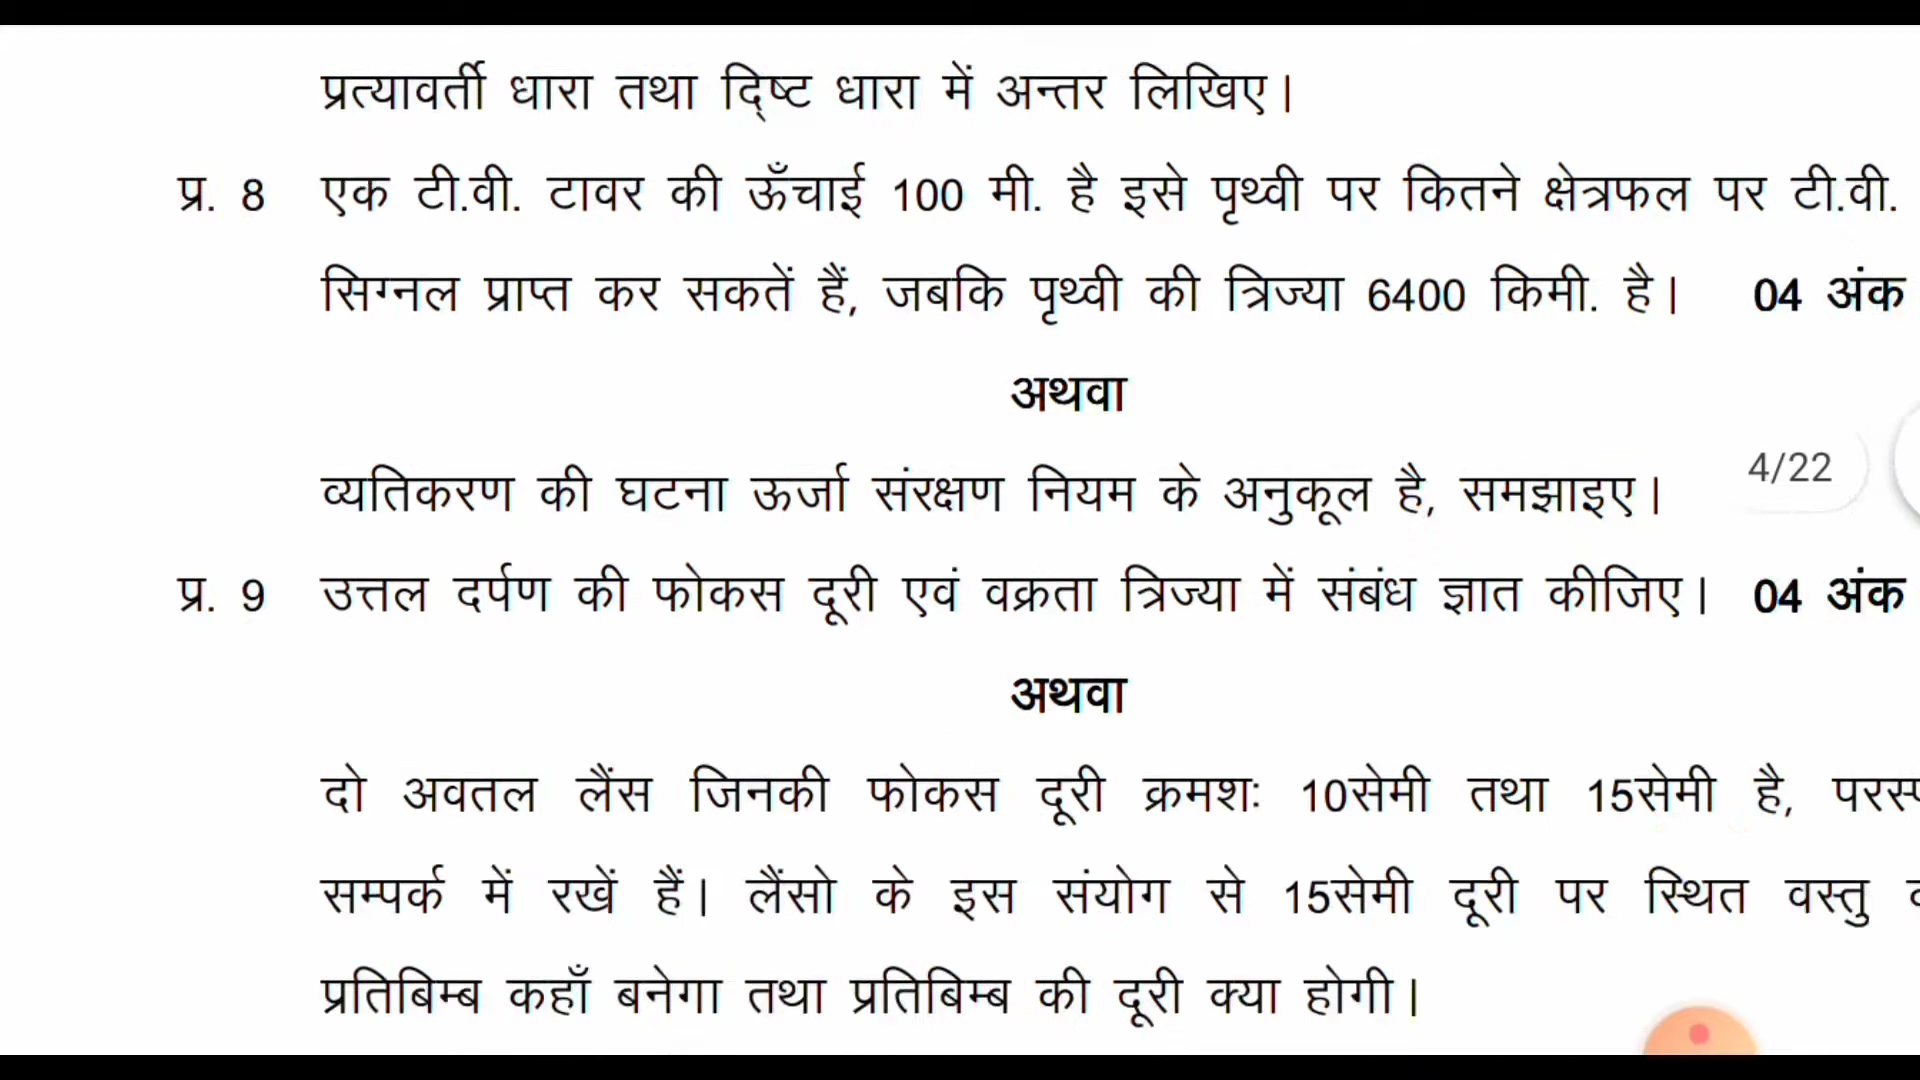 प्रत्यावर्ती धारा तथा दि्ष्ट धारा में अन्तर लिखिए।
प्र. 8 एक टी.वी. टावर की ऊँचाई 100 मी. है इसे पृथ्वी पर कितने क्षेत्रफल पर टी.वी.
सिग्नल प्राप्त कर सकतें हैं, जबकि पृथ्वी की त्रिज्या 6400 किमी. है। 04 अंक
अथवा
4/22
व्यतिकरण की घटना ऊर्जा संरक्षण नियम के अनुकूल है, समझाइए।
प्र. 9 उत्तल दर्पण की फोकस दूरी एवं वक्रता त्रिज्या में संबंध ज्ञात कीजिए। 04 अंक
अथवा
दो अवतल लैंस जिनकी फोकस दूरी क्रमशः 10सेमी तथा 15सेमी है,
सम्पर्क में रखें हैं। लैंसो के इस संयोग से 15सेमी दूरी पर स्थित वस्तु
प्रतिबिम्ब कहाँ बनेगा तथा प्रतिबिम्ब की दूरी क्या होगी।